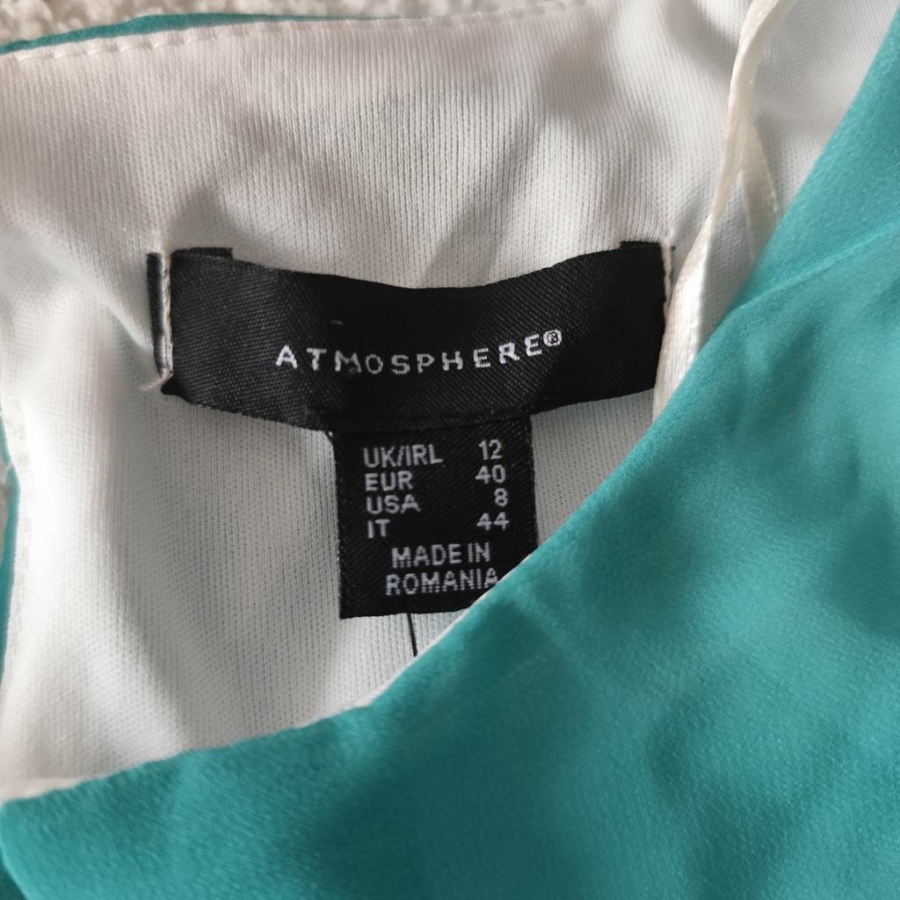 ATMOSPHERE®
UK/IRL 12
EUR 40
USA 8
IT 44
MADE IN
ROMANIA